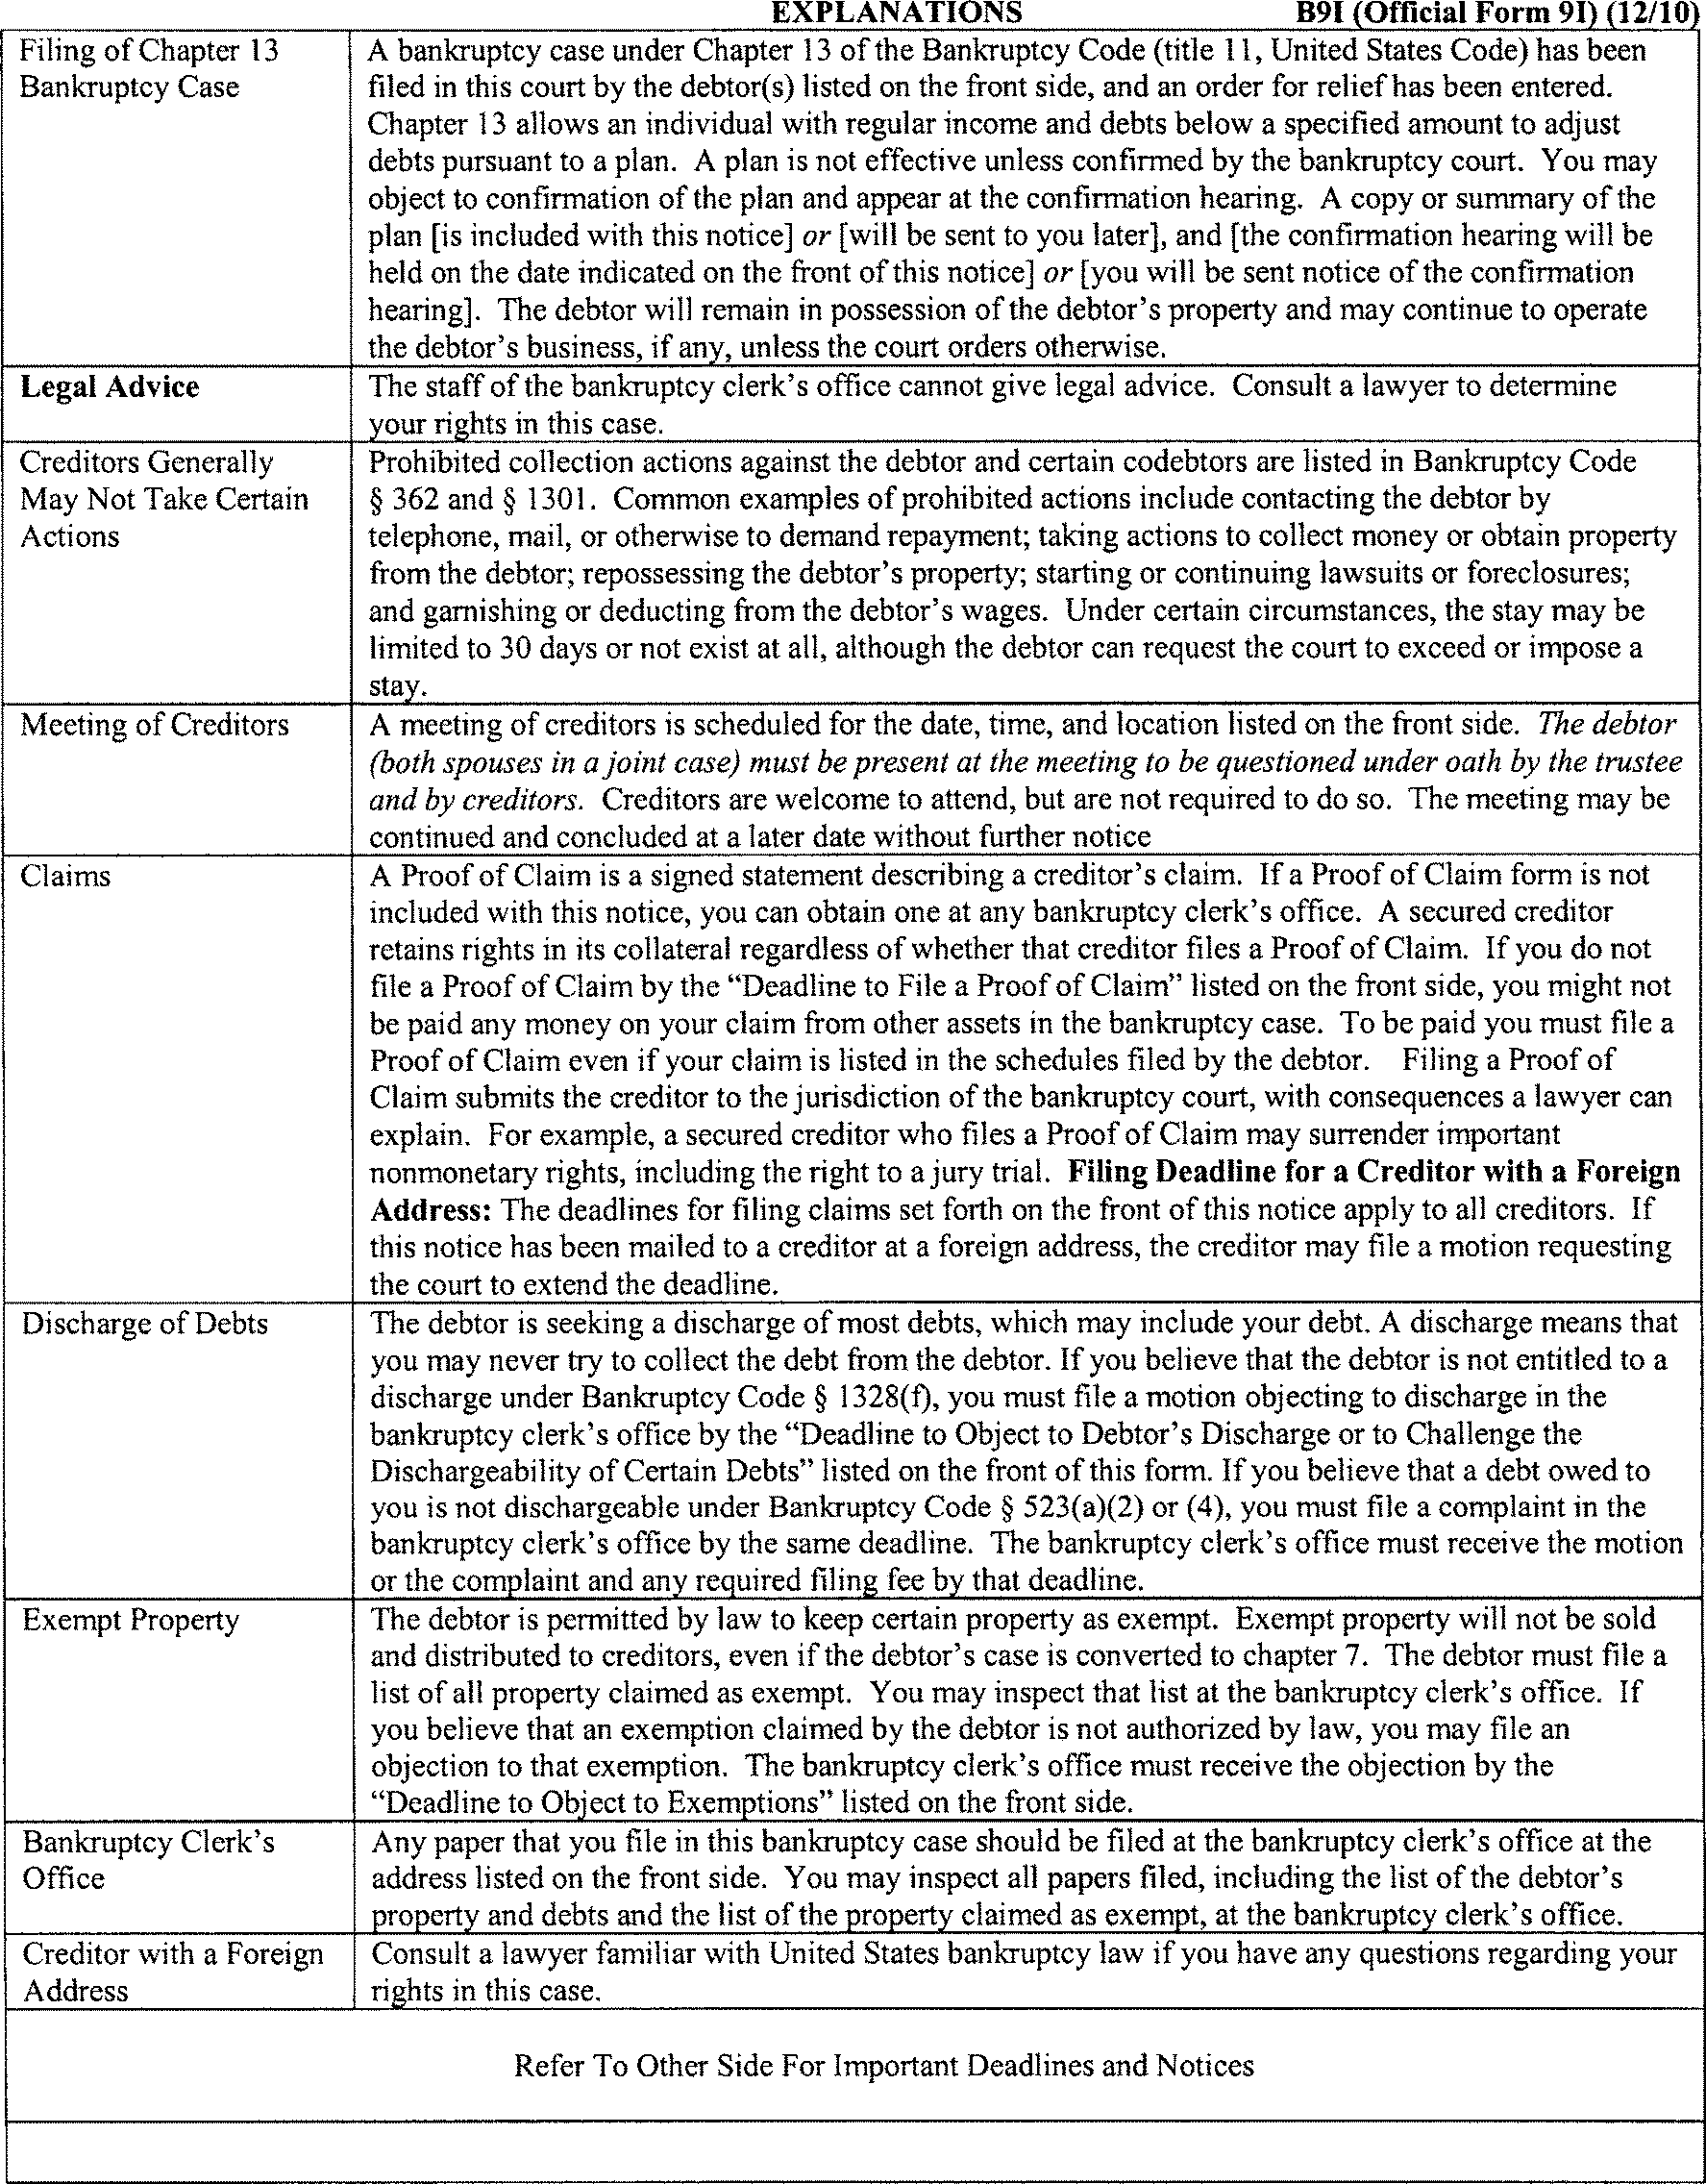 EXPLANATIONS B9I (Official Form 9I) (12/10)
Filing of Chapter 13
Bankruptcy Case
A bankruptcy case under Chapter 13 of the Bankruptcy Code (title 11, United States Code) has been
filed in this court by the debtor(s) listed on the front side, and an order for relief has been entered.
Chapter 13 allows an individual with regular income and debts below a specified amount to adjust
debts pursuant to a plan. A plan is not effective unless confirmed by the bankruptcy court. You may
object to confirmation of the plan and appear at the confirmation hearing. A copy or summary of the
plan [is included with this notice] or [will be sent to you later], and [the confirmation hearing will be
held on the date indicated on the front of this notice] or [you will be sent notice of the confirmation
hearing]. The debtor will remain in possession of the debtor's property and may continue to operate
the debtor's business, if any, unless the court orders otherwise.
Legal Advice
The staff of the bankruptcy clerk's office cannot give legal advice. Consult a lawyer to determine
your rights in this case.
Creditors Generally
May Not Take Certain
Actions
Prohibited collection actions against the debtor and certain codebtors are listed in Bankruptcy Code
§ 362 and § 1301. Common examples of prohibited actions include contacting the debtor by
telephone, mail, or otherwise to demand repayment; taking actions to collect money or obtain property
from the debtor; repossessing the debtor's property; starting or continuing lawsuits or foreclosures;
and garnishing or deducting from the debtor's wages. Under certain circumstances, the stay may be
limited to 30 days or not exist at all, although the debtor can request the court to exceed or impose a
stay.
Meeting of Creditors
A meeting of creditors is scheduled for the date, time, and location listed on the front side. The debtor
(both spouses in a joint case) must be present at the meeting to be questioned under oath by the trustee
and by creditors. Creditors are welcome to attend, but are not required to do so. The meeting may be
continued and concluded at a later date without further notice
Claims
A Proof of Claim is a signed statement describing a creditor's claim. If a Proof of Claim form is not
included with this notice, you can obtain one at any bankruptcy clerk's office. A secured creditor
retains rights in its collateral regardless of whether that creditor files a Proof of Claim. If you do not
file a Proof of Claim by the “Deadline to File a Proof of Claim” listed on the front side, you might not
be paid any money on your claim from other assets in the bankruptcy case. To be paid you must file a
Proof of Claim even if your claim is listed in the schedules filed by the debtor. Filing a Proof of
Claim submits the creditor to the jurisdiction of the bankruptcy court, with consequences a lawyer can
explain. For example, a secured creditor who files a Proof of Claim may surrender important
nonmonetary rights, including the right to a jury trial. Filing Deadline for a Creditor with a Foreign
Address: The deadlines for filing claims set forth on the front of this notice apply to all creditors. If
this notice has been mailed to a creditor at a foreign address, the creditor may file a motion requesting
the court to extend the deadline.
Discharge of Debts
The debtor is seeking a discharge of most debts, which may include your debt. A discharge means that
you may never try to collect the debt from the debtor. If you believe that the debtor is not entitled to a
discharge under Bankruptcy Code § 1328(f), you must file a motion objecting to discharge in the
bankruptcy clerk's office by the “Deadline to Object to Debtor's Discharge or to Challenge the
Dischargeability of Certain Debts” listed on the front of this form. If you believe that a debt owed to
you is not dischargeable under Bankruptcy Code § 523(a)(2) or (4), you must file a complaint in the
bankruptcy clerk's office by the same deadline. The bankruptcy clerk's office must receive the motion
or the complaint and any required filing fee by that deadline.
Exempt Property
The debtor is permitted by law to keep certain property as exempt. Exempt property will not be sold
and distributed to creditors, even if the debtor's case is converted to chapter 7. The debtor must file a
list of all property claimed as exempt. You may inspect that list at the bankruptcy clerk's office. If
you believe that an exemption claimed by the debtor is not authorized by law, you may file an
objection to that exemption. The bankruptcy clerk's office must receive the objection by the
“Deadline to Object to Exemptions” listed on the front side.
Bankruptcy Clerk's
Office
Any paper that you file in this bankruptcy case should be filed at the bankruptcy clerk's office at the
address listed on the front side. You may inspect all papers filed, including the list of the debtor's
property and debts and the list of the property claimed as exempt, at the bankruptcy clerk's office.
Creditor with a Foreign
Address
Consult a lawyer familiar with United States bankruptcy law if you have any questions regarding your
rights in this case.
Refer To Other Side For Important Deadlines and Notices